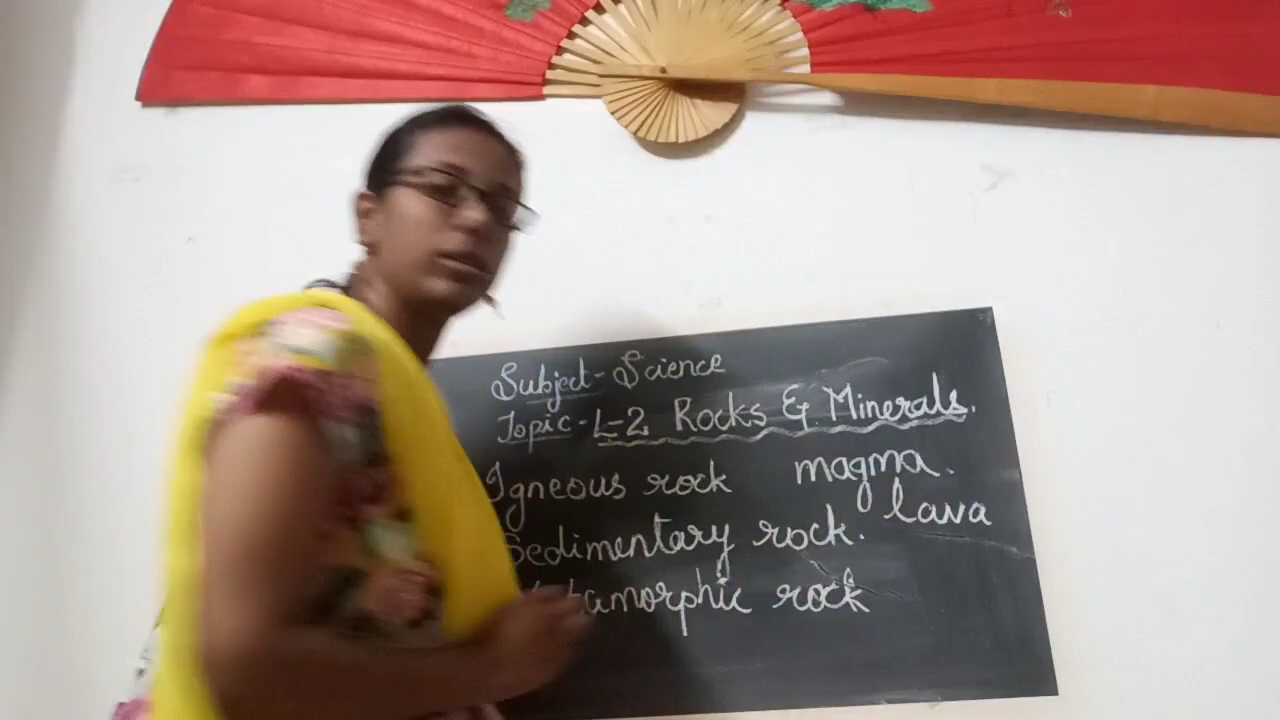 Subject - Science
Topic - L-2 Rocks & Minerals.
Igneous rock magma.
lava
Sedimentary rock.
rock